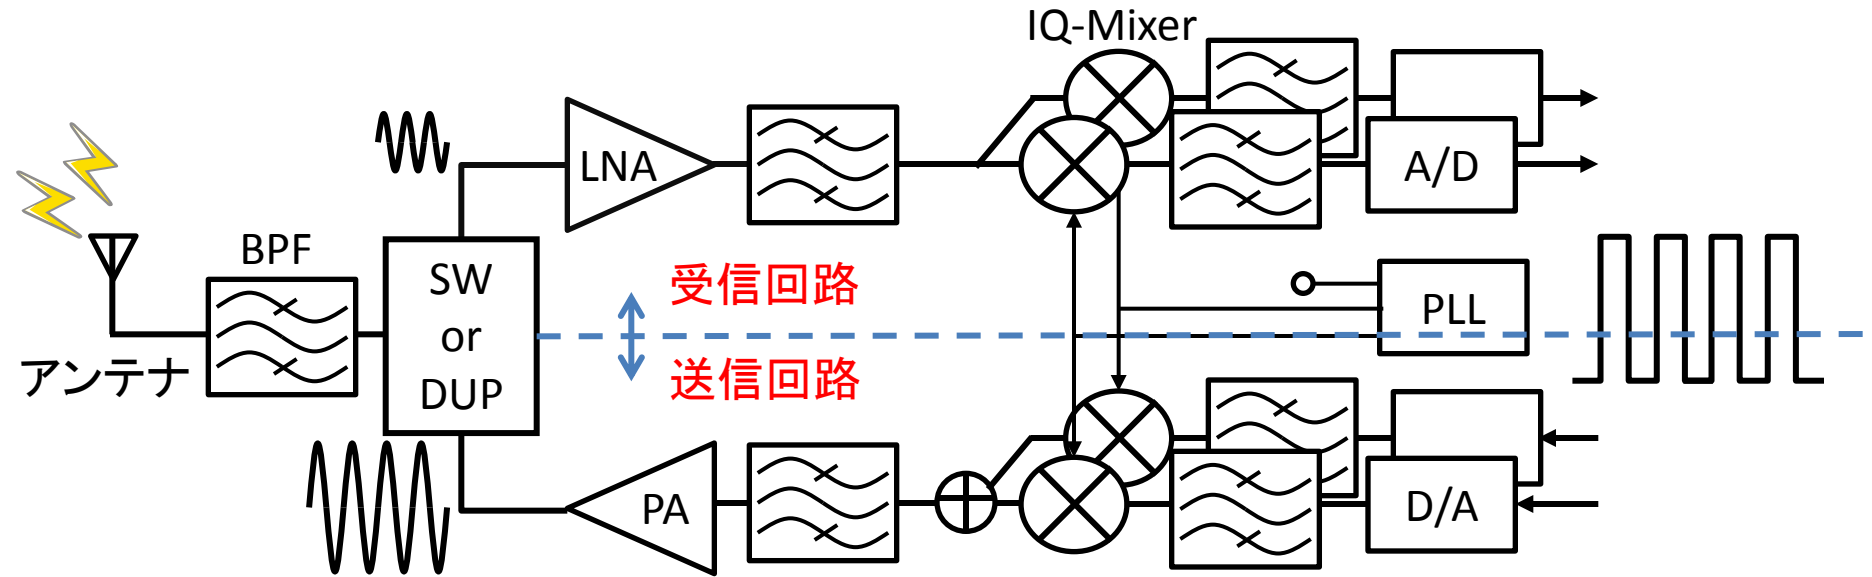 IQ-Mixer
LNA
A/D
BPF
SW
or
DUP
受信回路
PLL
アンテナ
送信回路
PA
D/A